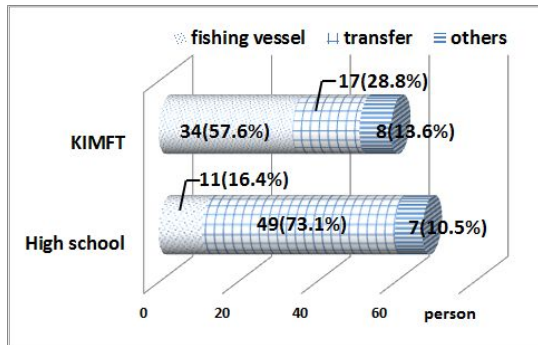 fishing vessel transfer others
17(28.8%)
KIMFT 34(57.6%) 8(13.6%)
11(16.4%)
High school 49(73.1%) 7(10.5%)
0 20 40 60 person